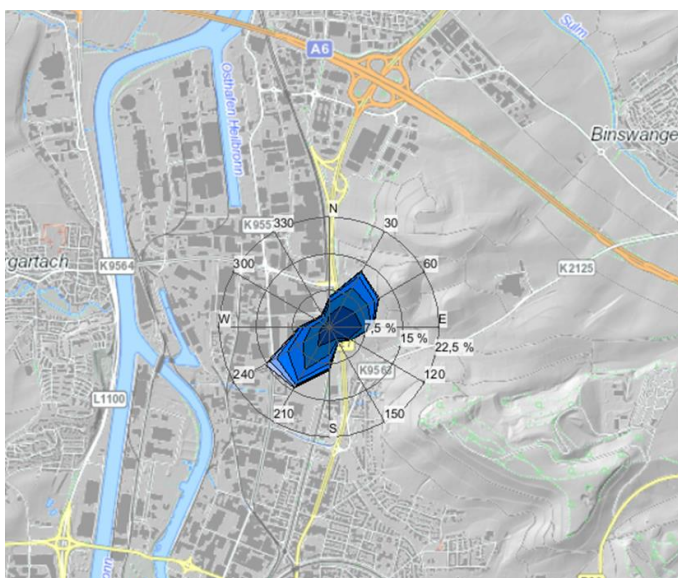 Sulm
A6
Osthafen Heilbronn
Binswange
N
K955
330
30
300
60
rgartach
K9564
K2125
W
E
7,5 %
15 %
22,5 %
240
120
K9563
L1100
210
150
S